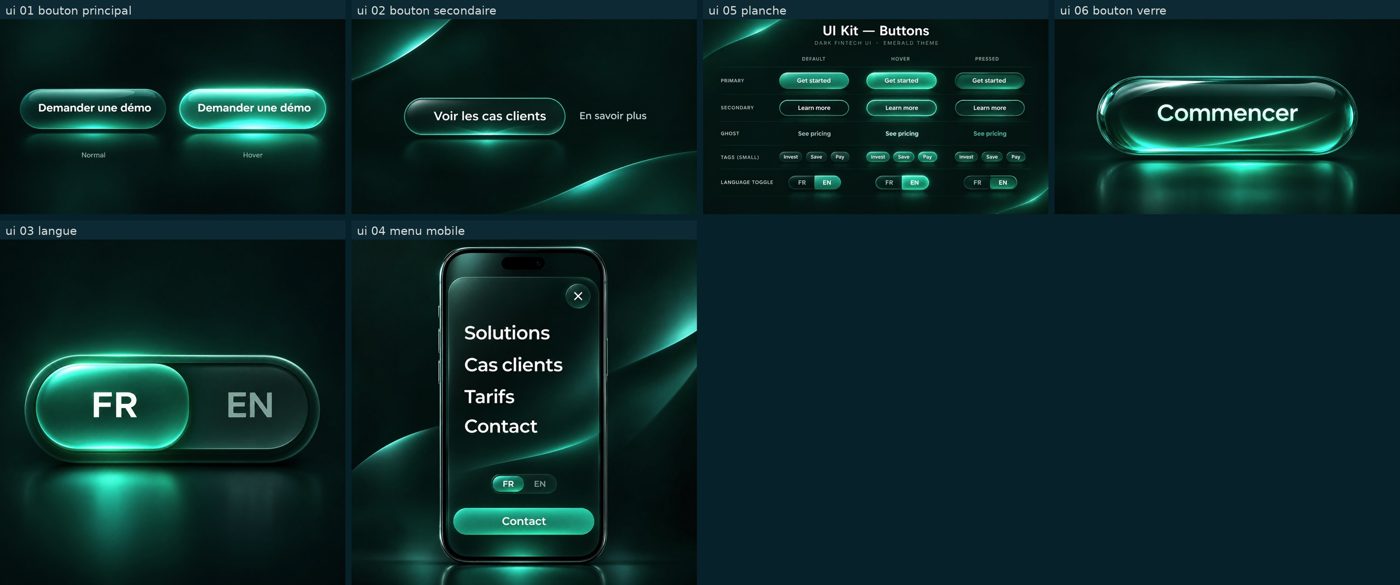 ui 01 bouton principal
Demander une démo
Demander une démo
Normal
Hover
ui 02 bouton secondaire
Voir les cas clients
En savoir plus
ui 05 planche
UI Kit — Buttons
DARK FINTECH UI · EMERALD THEME
DEFAULT HOVER PRESSED
PRIMARY Get started Get started Get started
SECONDARY Learn more Learn more Learn more
GHOST See pricing See pricing See pricing
TAGS (SMALL) Invest Save Pay Invest Save Pay Invest Save Pay
LANGUAGE TOGGLE FR EN FR EN FR EN
ui 06 bouton verre
Commencer
ui 03 langue
FR EN
ui 04 menu mobile
Solutions
Cas clients
Tarifs
Contact
FR EN
Contact